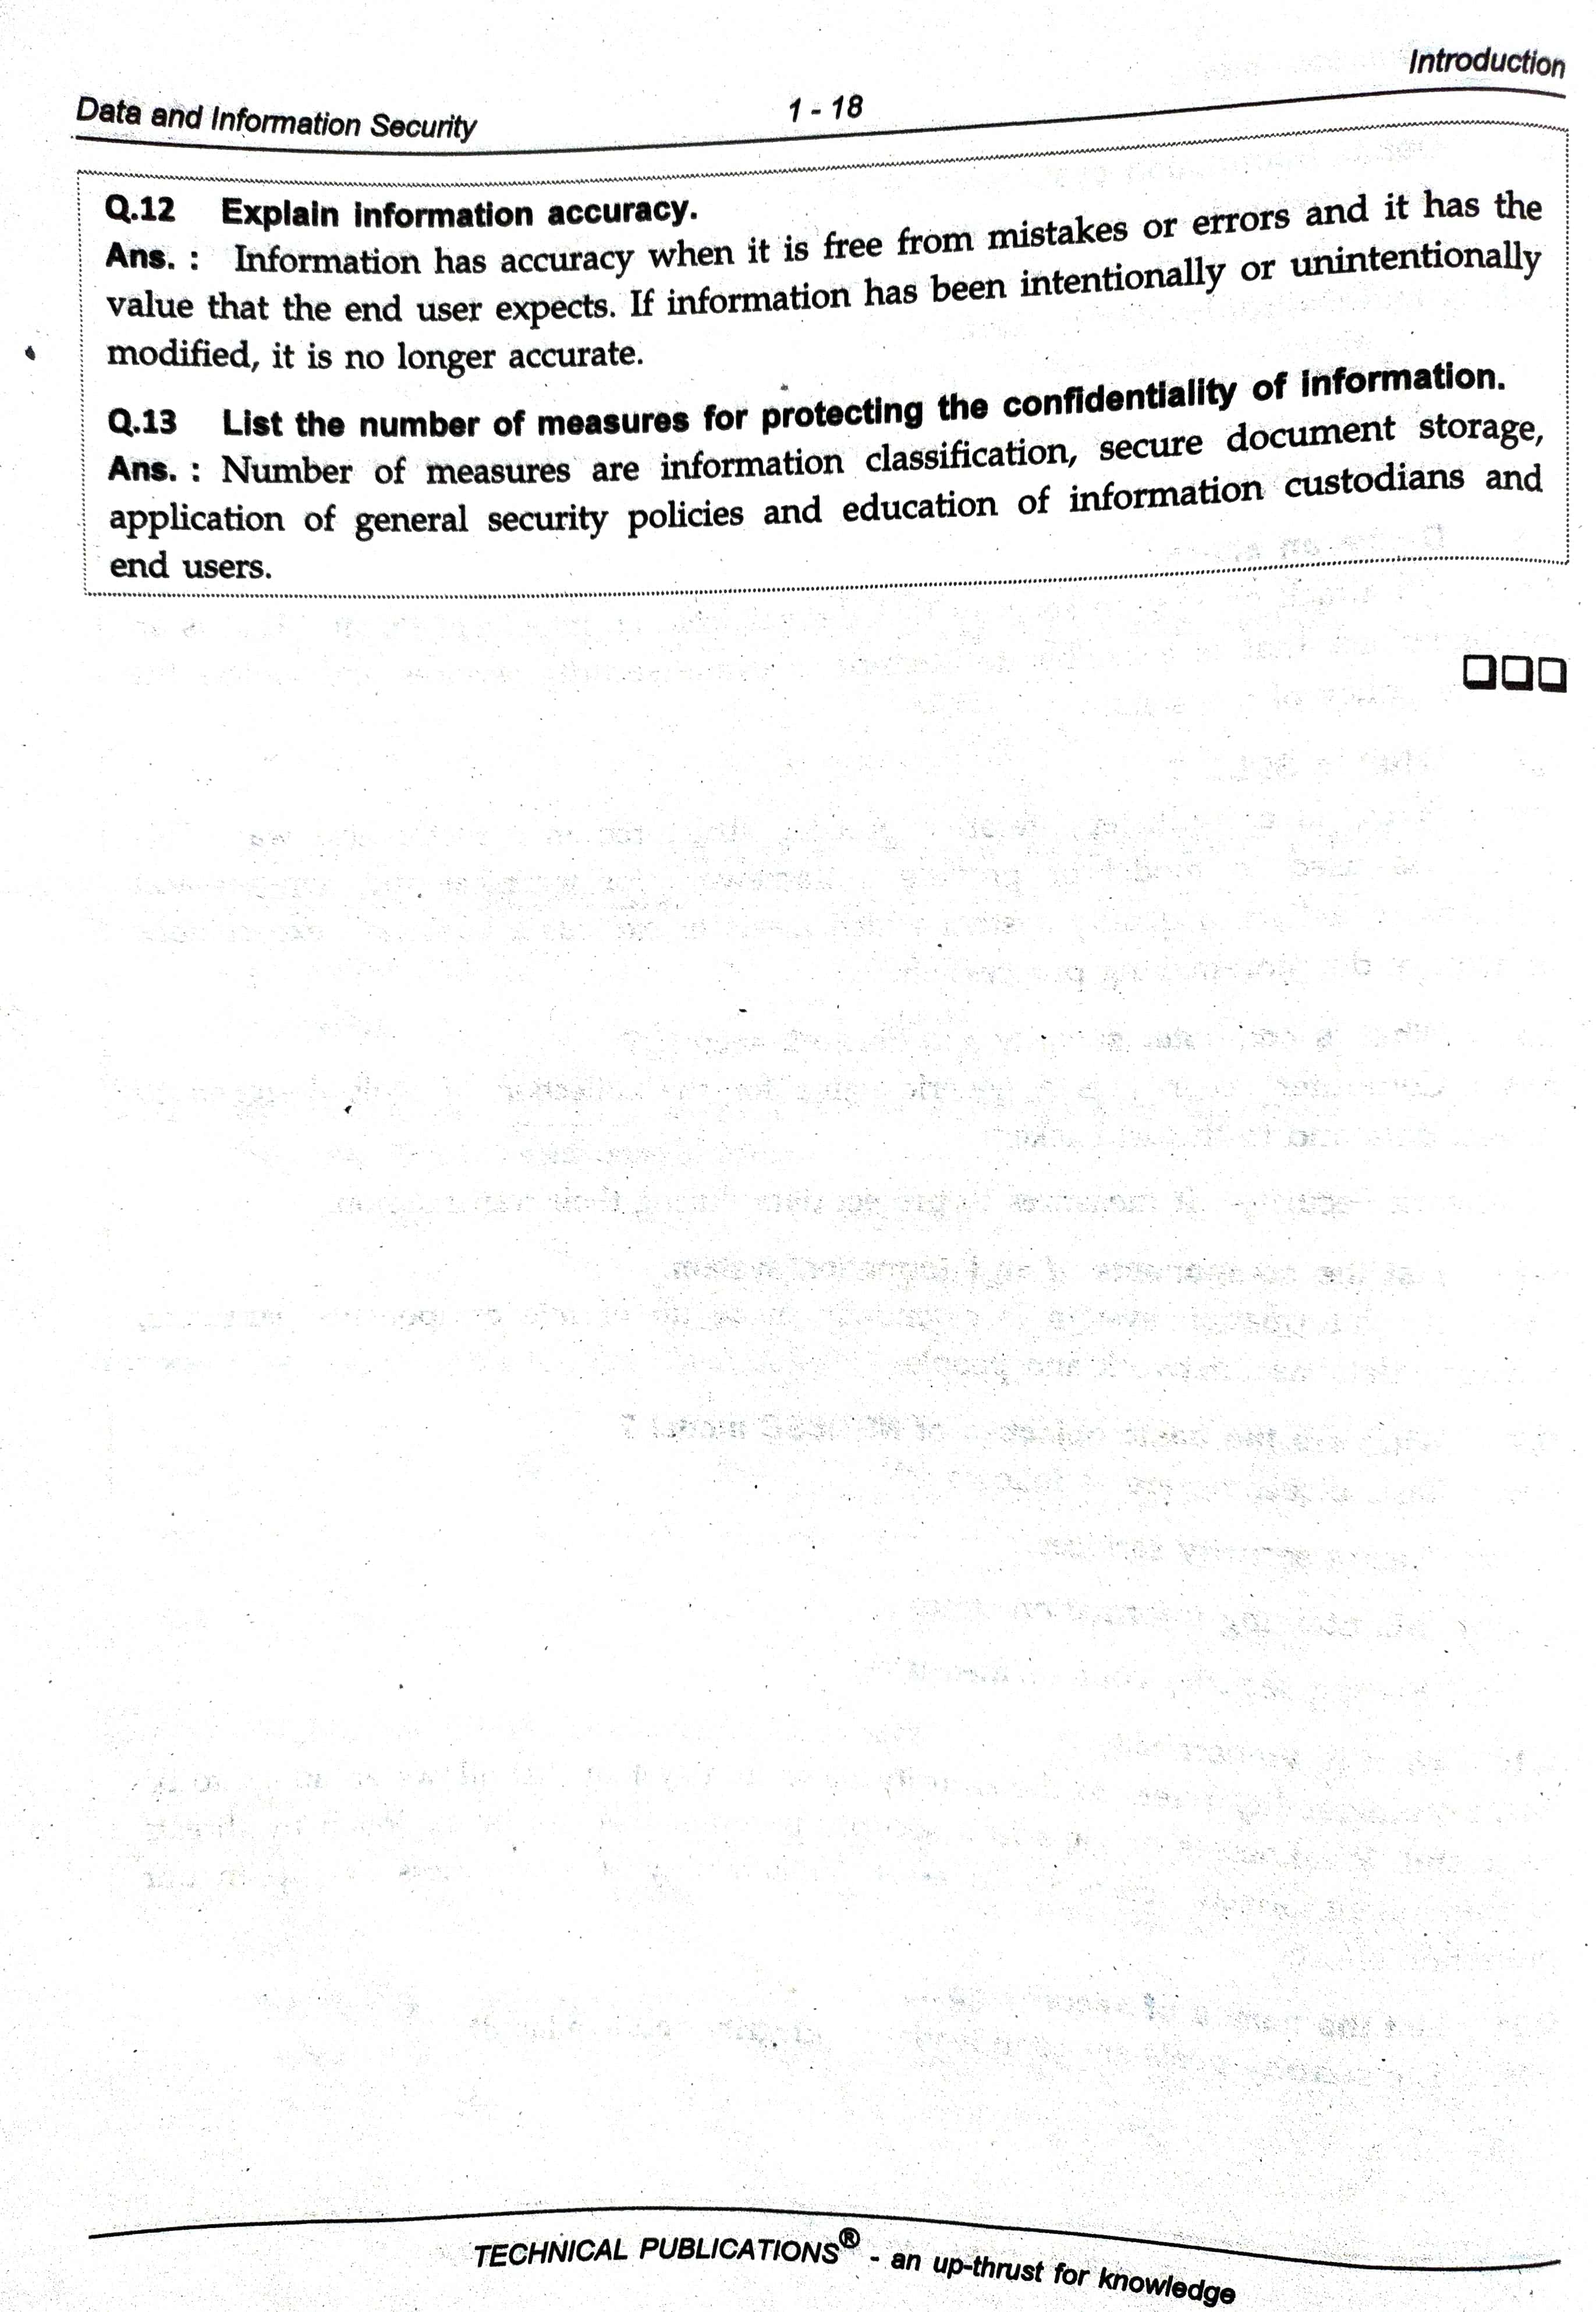 Introduction
Data and Information Security
1 - 18
Q.12 Explain information accuracy.
Ans. : Information has accuracy when it is free from mistakes or errors and it has the
value that the end user expects. If information has been intentionally or unintentionally
modified, it is no longer accurate.
Q.13 List the number of measures for protecting the confidentiality of information.
Ans. : Number of measures are information classification, secure document storage,
application of general security policies and education of information custodians and
end users.
TECHNICAL PUBLICATIONS® - an up-thrust for knowledge